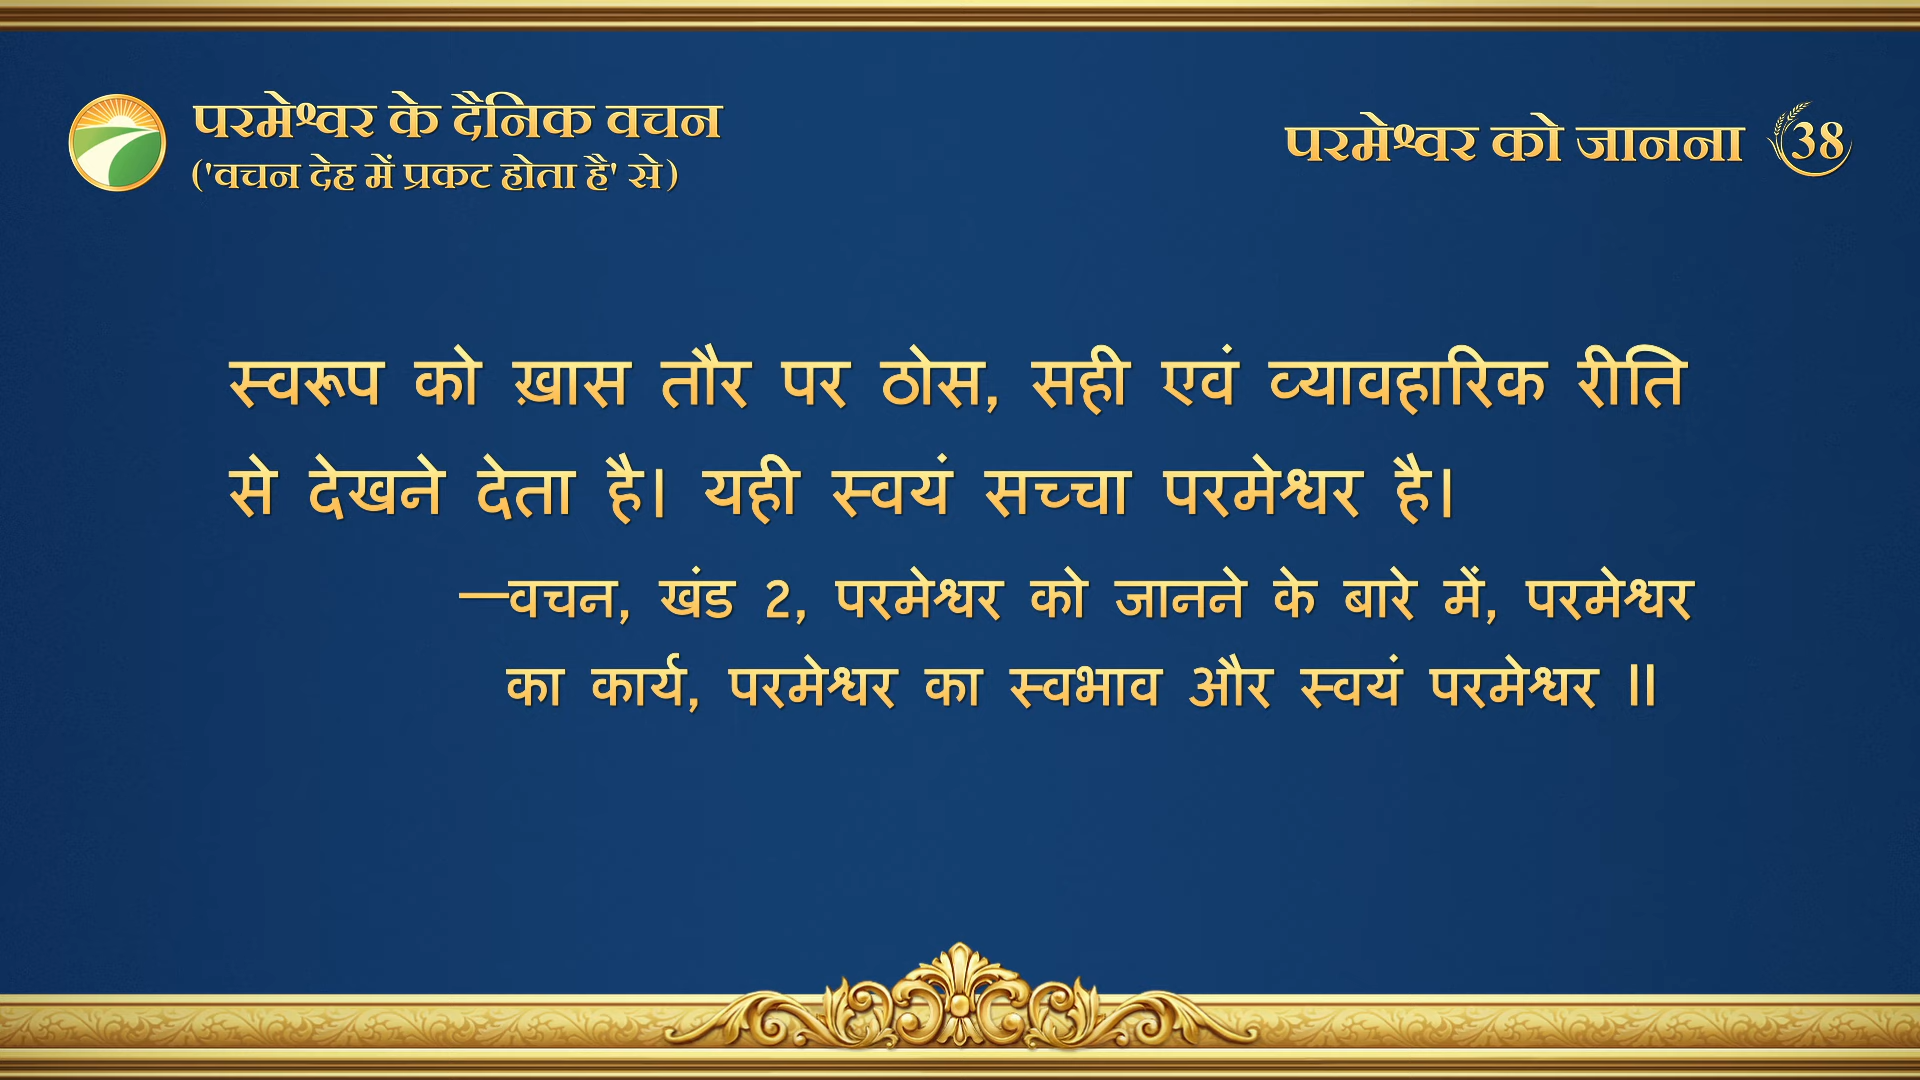 परमेश्वर के दैनिक वचन
('वचन देह में प्रकट होता है' से)
परमेश्वर को जानना 38
स्वरूप को ख़ास तौर पर ठोस, सही एवं व्यावहारिक रीति
से देखने देता है। यही स्वयं सच्चा परमेश्वर है।
—वचन, खंड 2, परमेश्वर को जानने के बारे में, परमेश्वर
का कार्य, परमेश्वर का स्वभाव और स्वयं परमेश्वर II